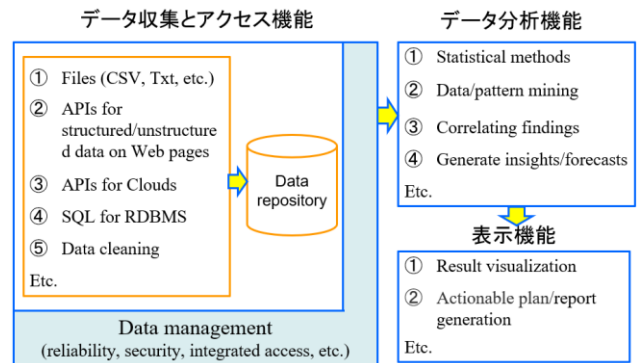 データ収集とアクセス機能
① Files (CSV, Txt, etc.)
② APIs for
structured/unstructure
d data on Web pages
③ APIs for Clouds
④ SQL for RDBMS
⑤ Data cleaning
Etc.
Data
repository
Data management
(reliability, security, integrated access, etc.)
データ分析機能
① Statistical methods
② Data/pattern mining
③ Correlating findings
④ Generate insights/forecasts
Etc.
表示機能
① Result visualization
② Actionable plan/report
generation
Etc.